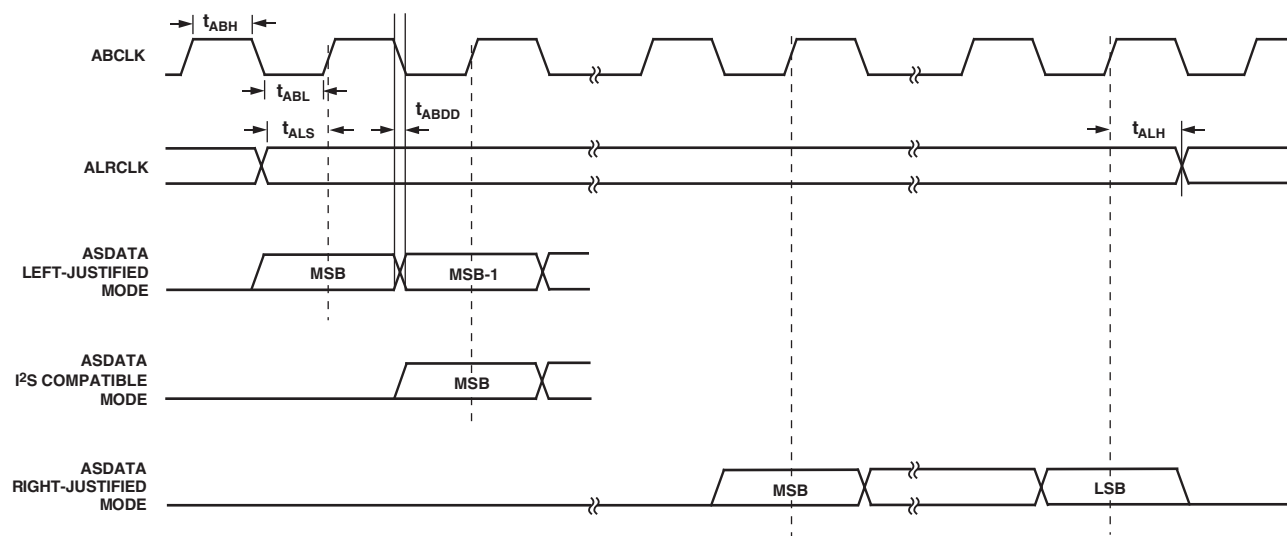 tABH
ABCLK
tABL
tABDD
tALS
tALH
ALRCLK
ASDATA
LEFT-JUSTIFIED
MODE
MSB
MSB-1
ASDATA
I²S COMPATIBLE
MODE
MSB
ASDATA
RIGHT-JUSTIFIED
MODE
MSB
LSB